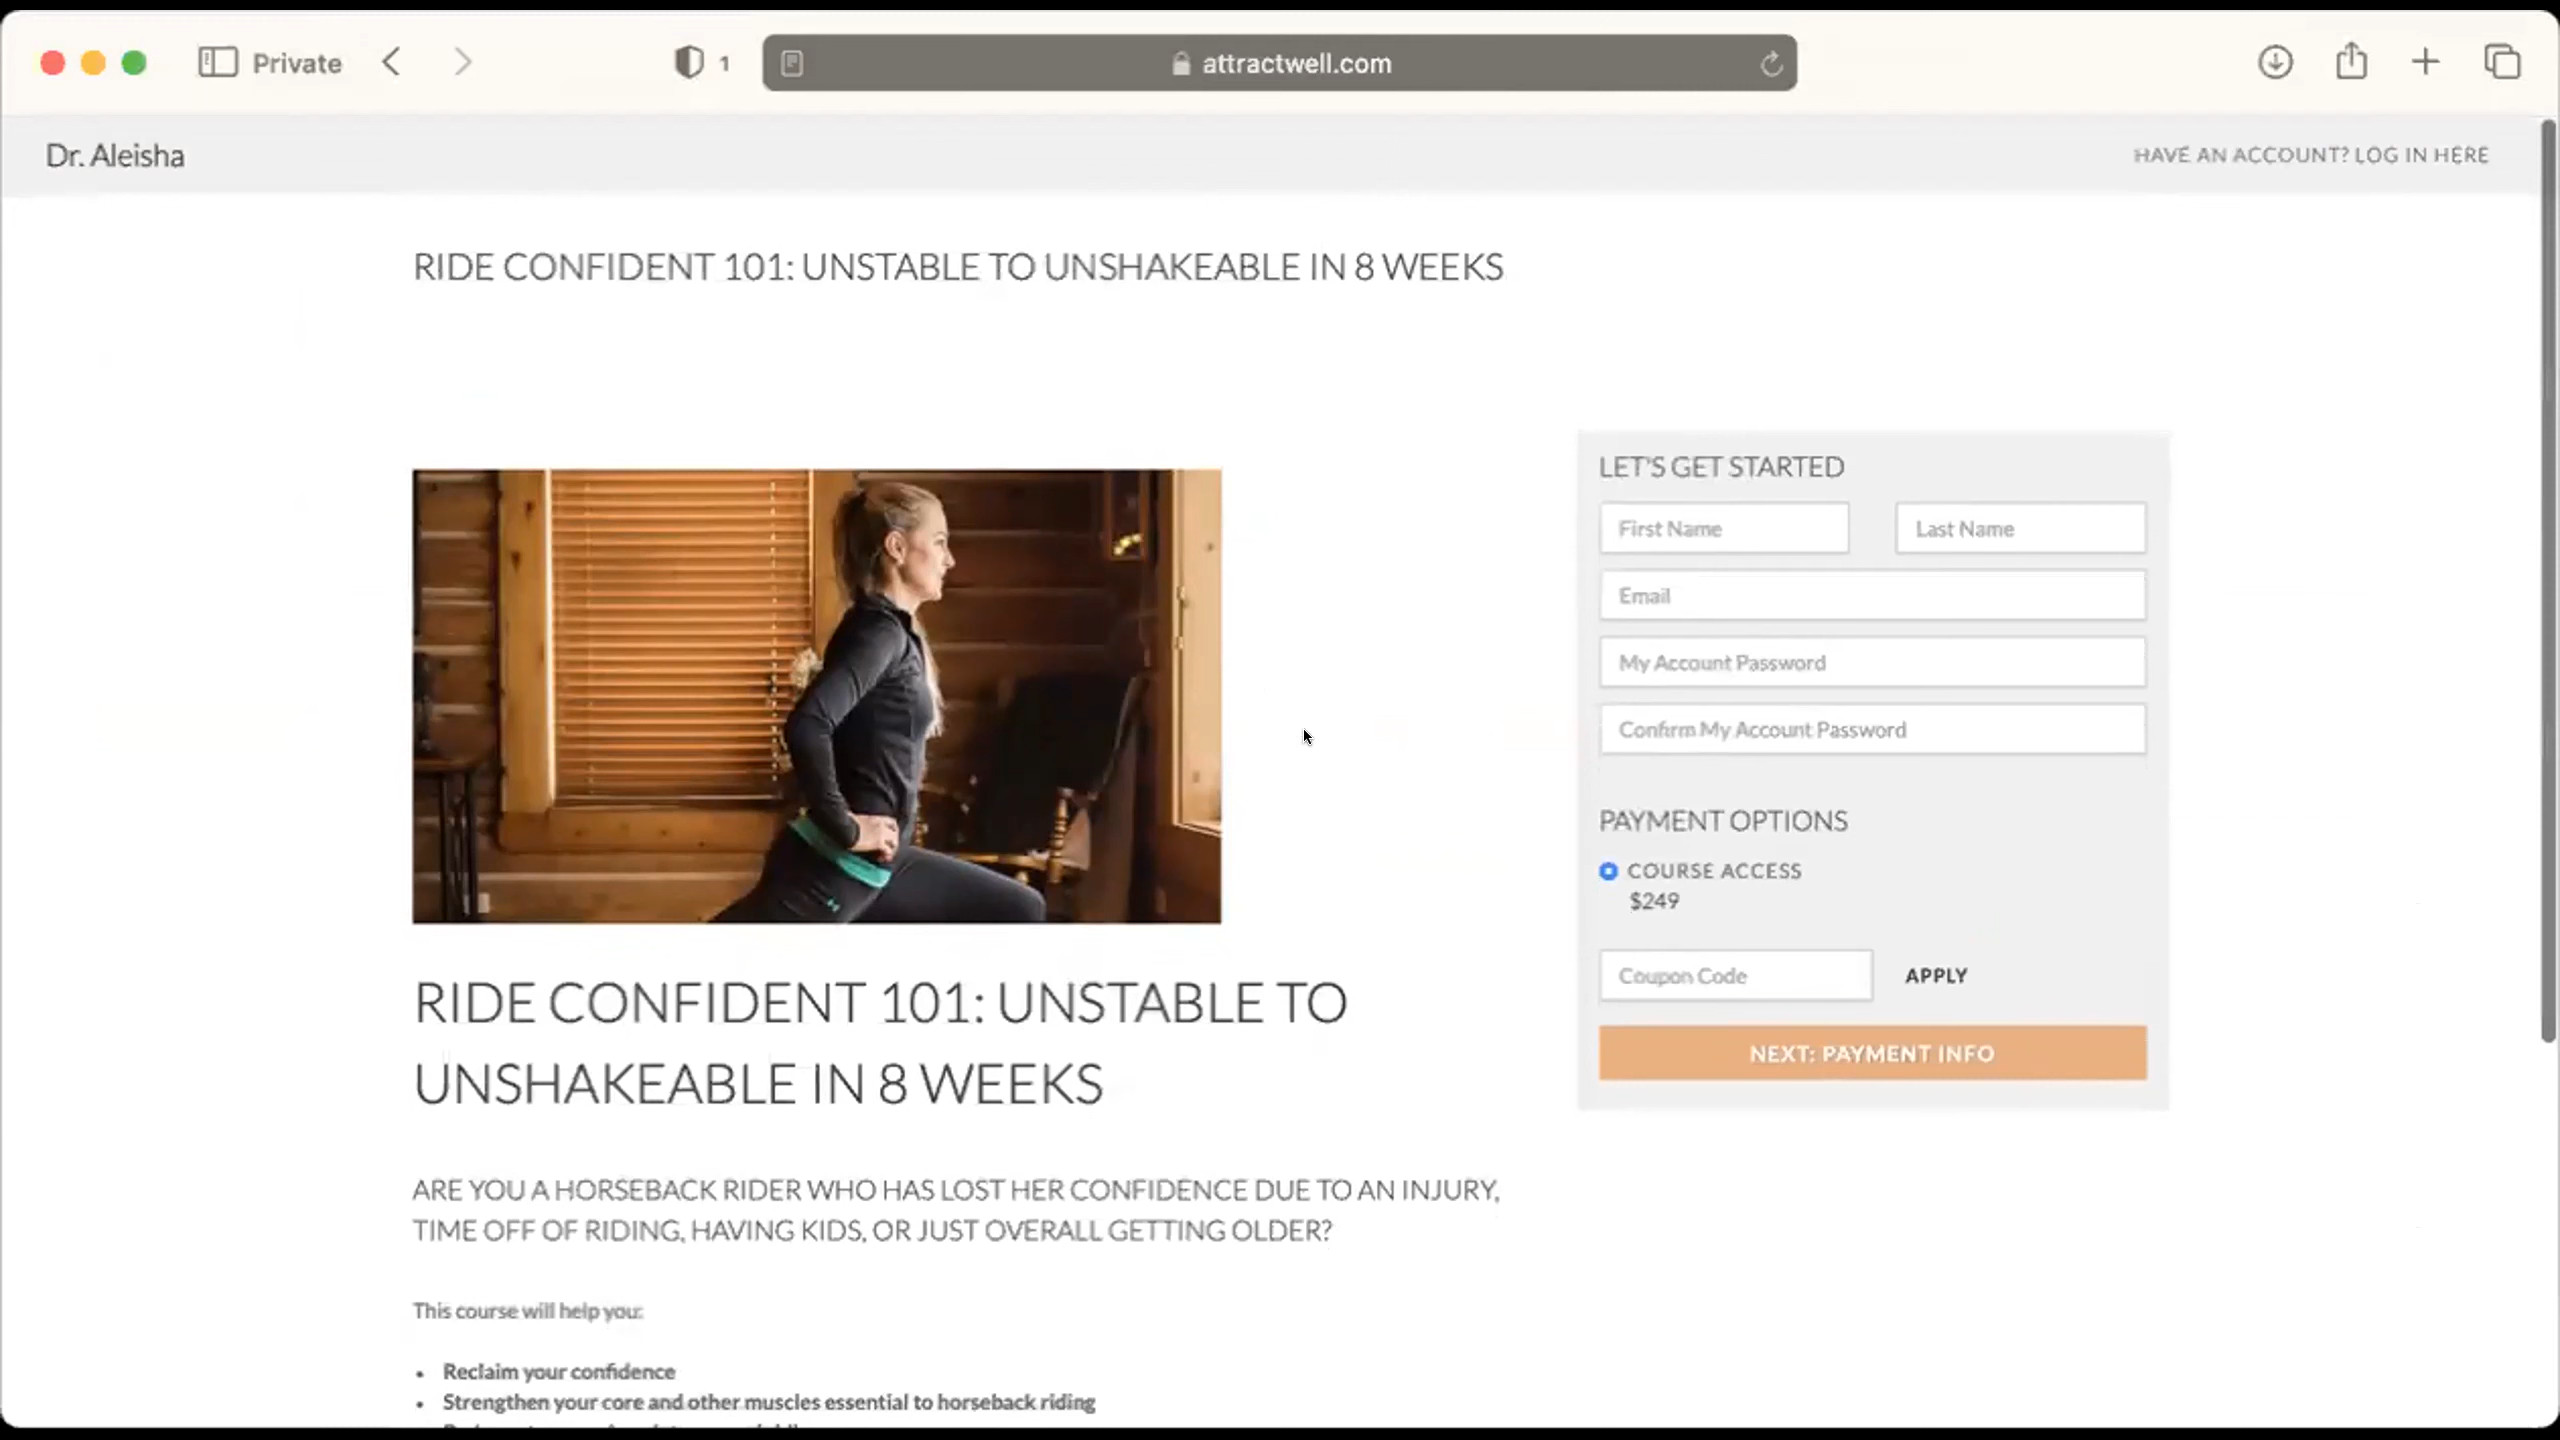 Private
1
attractwell.com
Dr. Aleisha
HAVE AN ACCOUNT? LOG IN HERE
RIDE CONFIDENT 101: UNSTABLE TO UNSHAKEABLE IN 8 WEEKS
LET'S GET STARTED
First Name
Last Name
Email
My Account Password
Confirm My Account Password
PAYMENT OPTIONS
COURSE ACCESS
$249
Coupon Code
APPLY
NEXT: PAYMENT INFO
RIDE CONFIDENT 101: UNSTABLE TO
UNSHAKEABLE IN 8 WEEKS
ARE YOU A HORSEBACK RIDER WHO HAS LOST HER CONFIDENCE DUE TO AN INJURY,
TIME OFF OF RIDING, HAVING KIDS, OR JUST OVERALL GETTING OLDER?
This course will help you:
• Reclaim your confidence
• Strengthen your core and other muscles essential to horseback riding